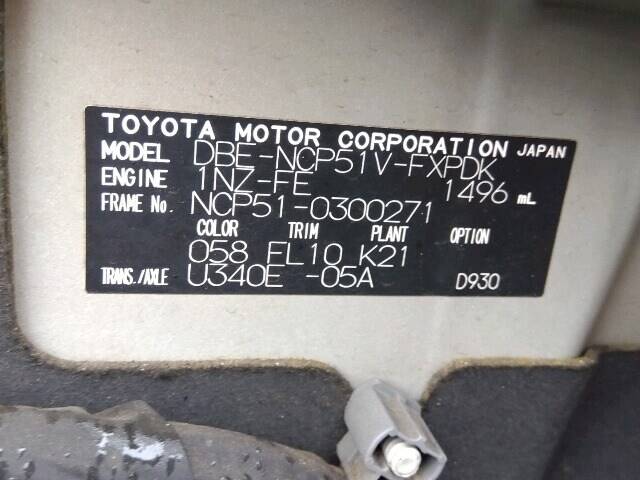 TOYOTA MOTOR CORPORATION JAPAN
MODEL DBE-NCP51V-FXPDK
ENGINE 1NZ-FE 1496 mL
FRAME No. NCP51-0300271
COLOR TRIM PLANT OPTION
058 FL10 K21
TRANS./AXLE U340E -05A D930